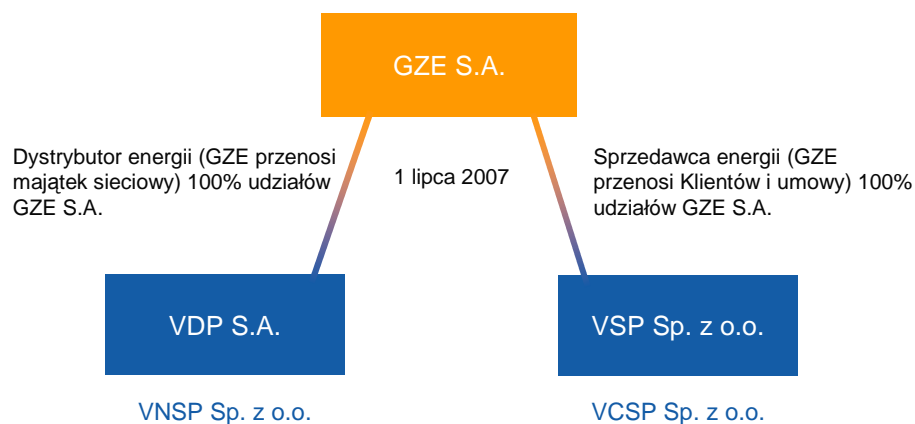 GZE S.A.
Dystrybutor energii (GZE przenosi
majątek sieciowy) 100% udziałów
GZE S.A.
1 lipca 2007
Sprzedawca energii (GZE
przenosi Klientów i umowy) 100%
udziałów GZE S.A.
VDP S.A.
VSP Sp. z o.o.
VNSP Sp. z o.o.
VCSP Sp. z o.o.